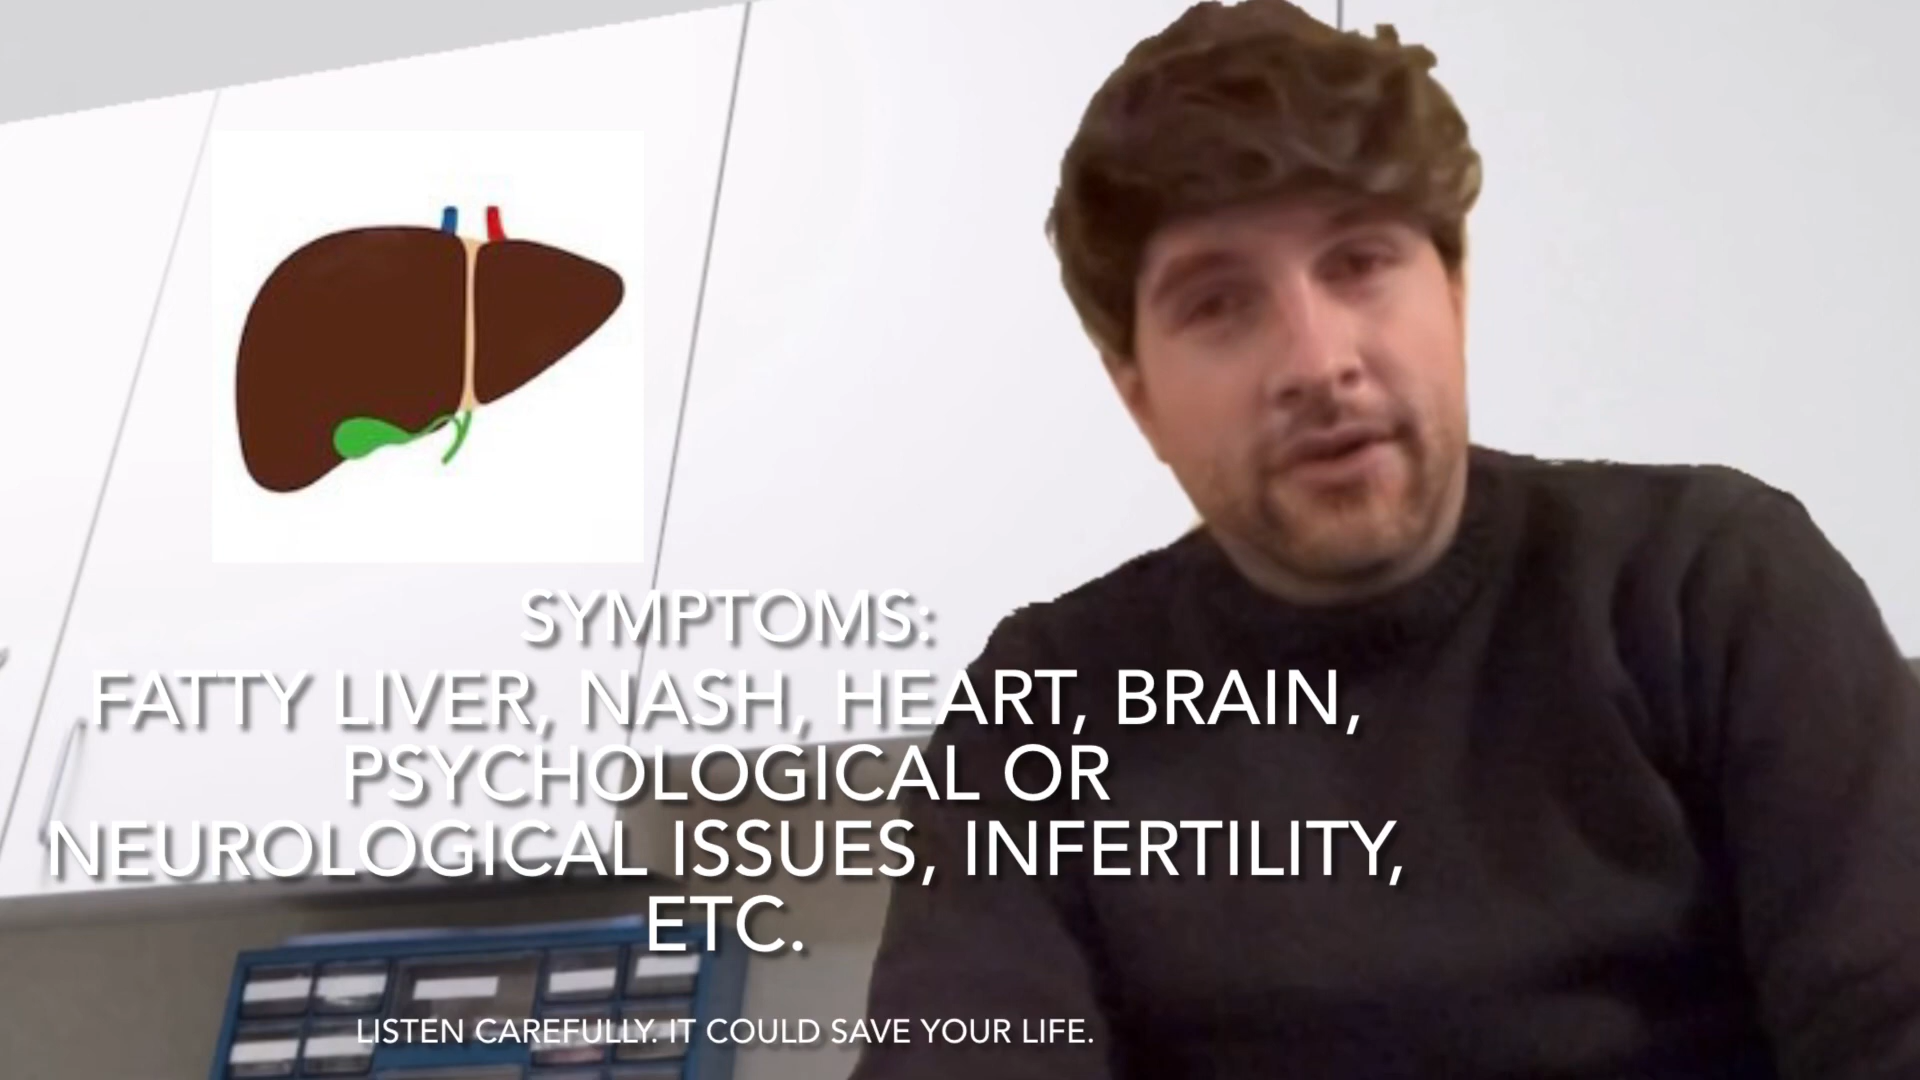 SYMPTOMS:
FATTY LIVER, NASH, HEART, BRAIN,
PSYCHOLOGICAL OR
NEUROLOGICAL ISSUES, INFERTILITY,
ETC.
LISTEN CAREFULLY. IT COULD SAVE YOUR LIFE.